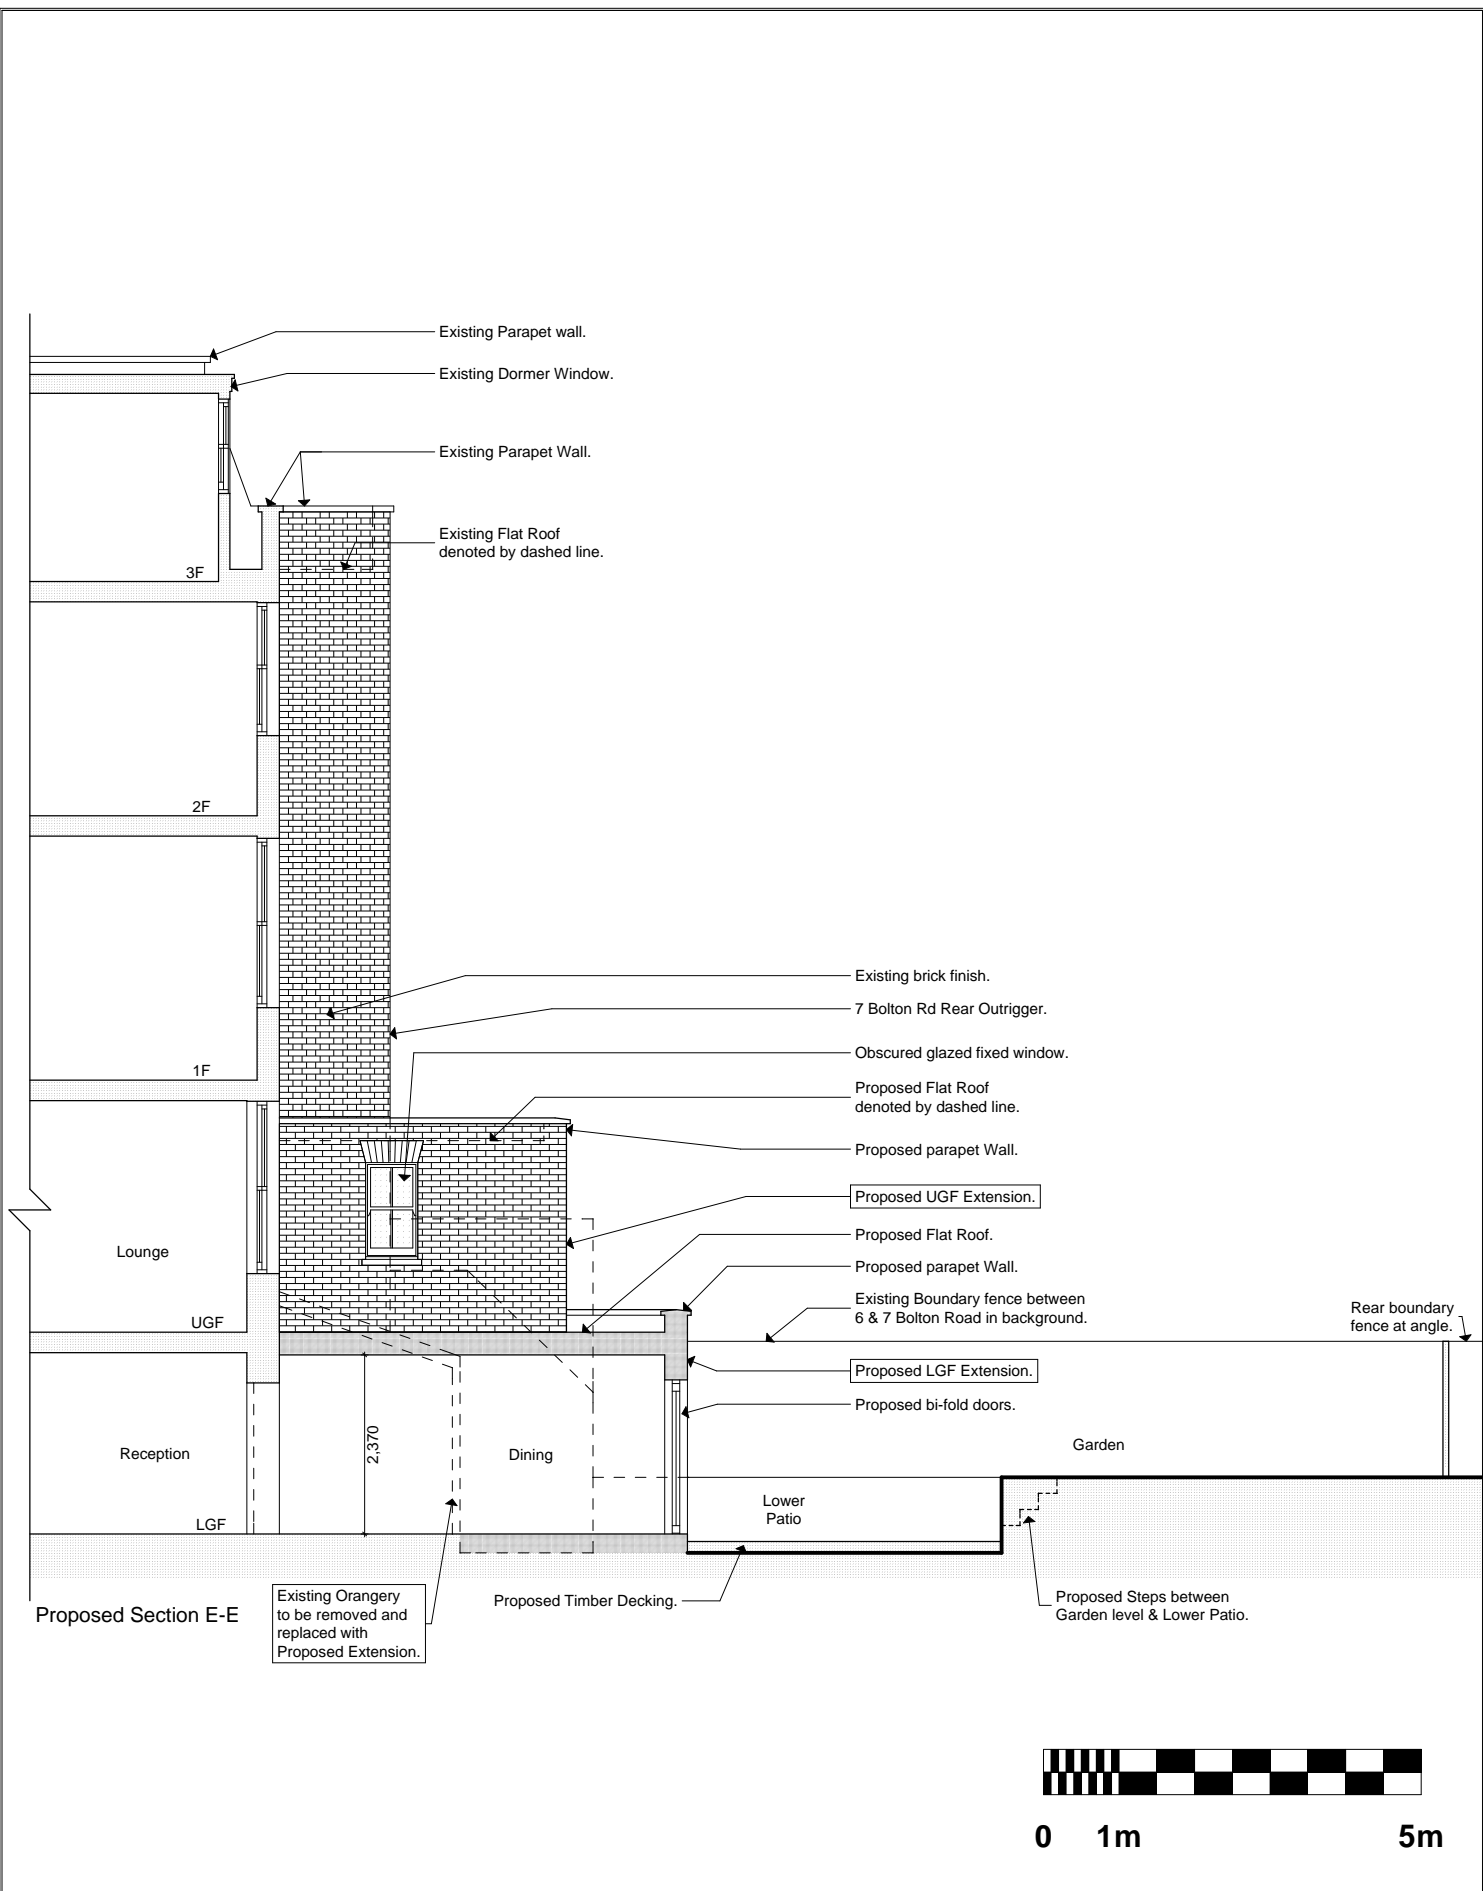 Existing Parapet wall.
Existing Dormer Window.
Existing Parapet Wall.
Existing Flat Roof
denoted by dashed line.
3F
2F
Existing brick finish.
7 Bolton Rd Rear Outrigger.
Obscured glazed fixed window.
1F
Proposed Flat Roof
denoted by dashed line.
Proposed parapet Wall.
Proposed UGF Extension.
Proposed Flat Roof.
Lounge
Proposed parapet Wall.
Existing Boundary fence between
6 & 7 Bolton Road in background.
Rear boundary
fence at angle.
UGF
Proposed LGF Extension.
Proposed bi-fold doors.
Reception
2,370
Dining
Garden
Lower
Patio
LGF
Existing Orangery
to be removed and
replaced with
Proposed Extension.
Proposed Timber Decking.
Proposed Steps between
Garden level & Lower Patio.
Proposed Section E-E
0 1m 5m